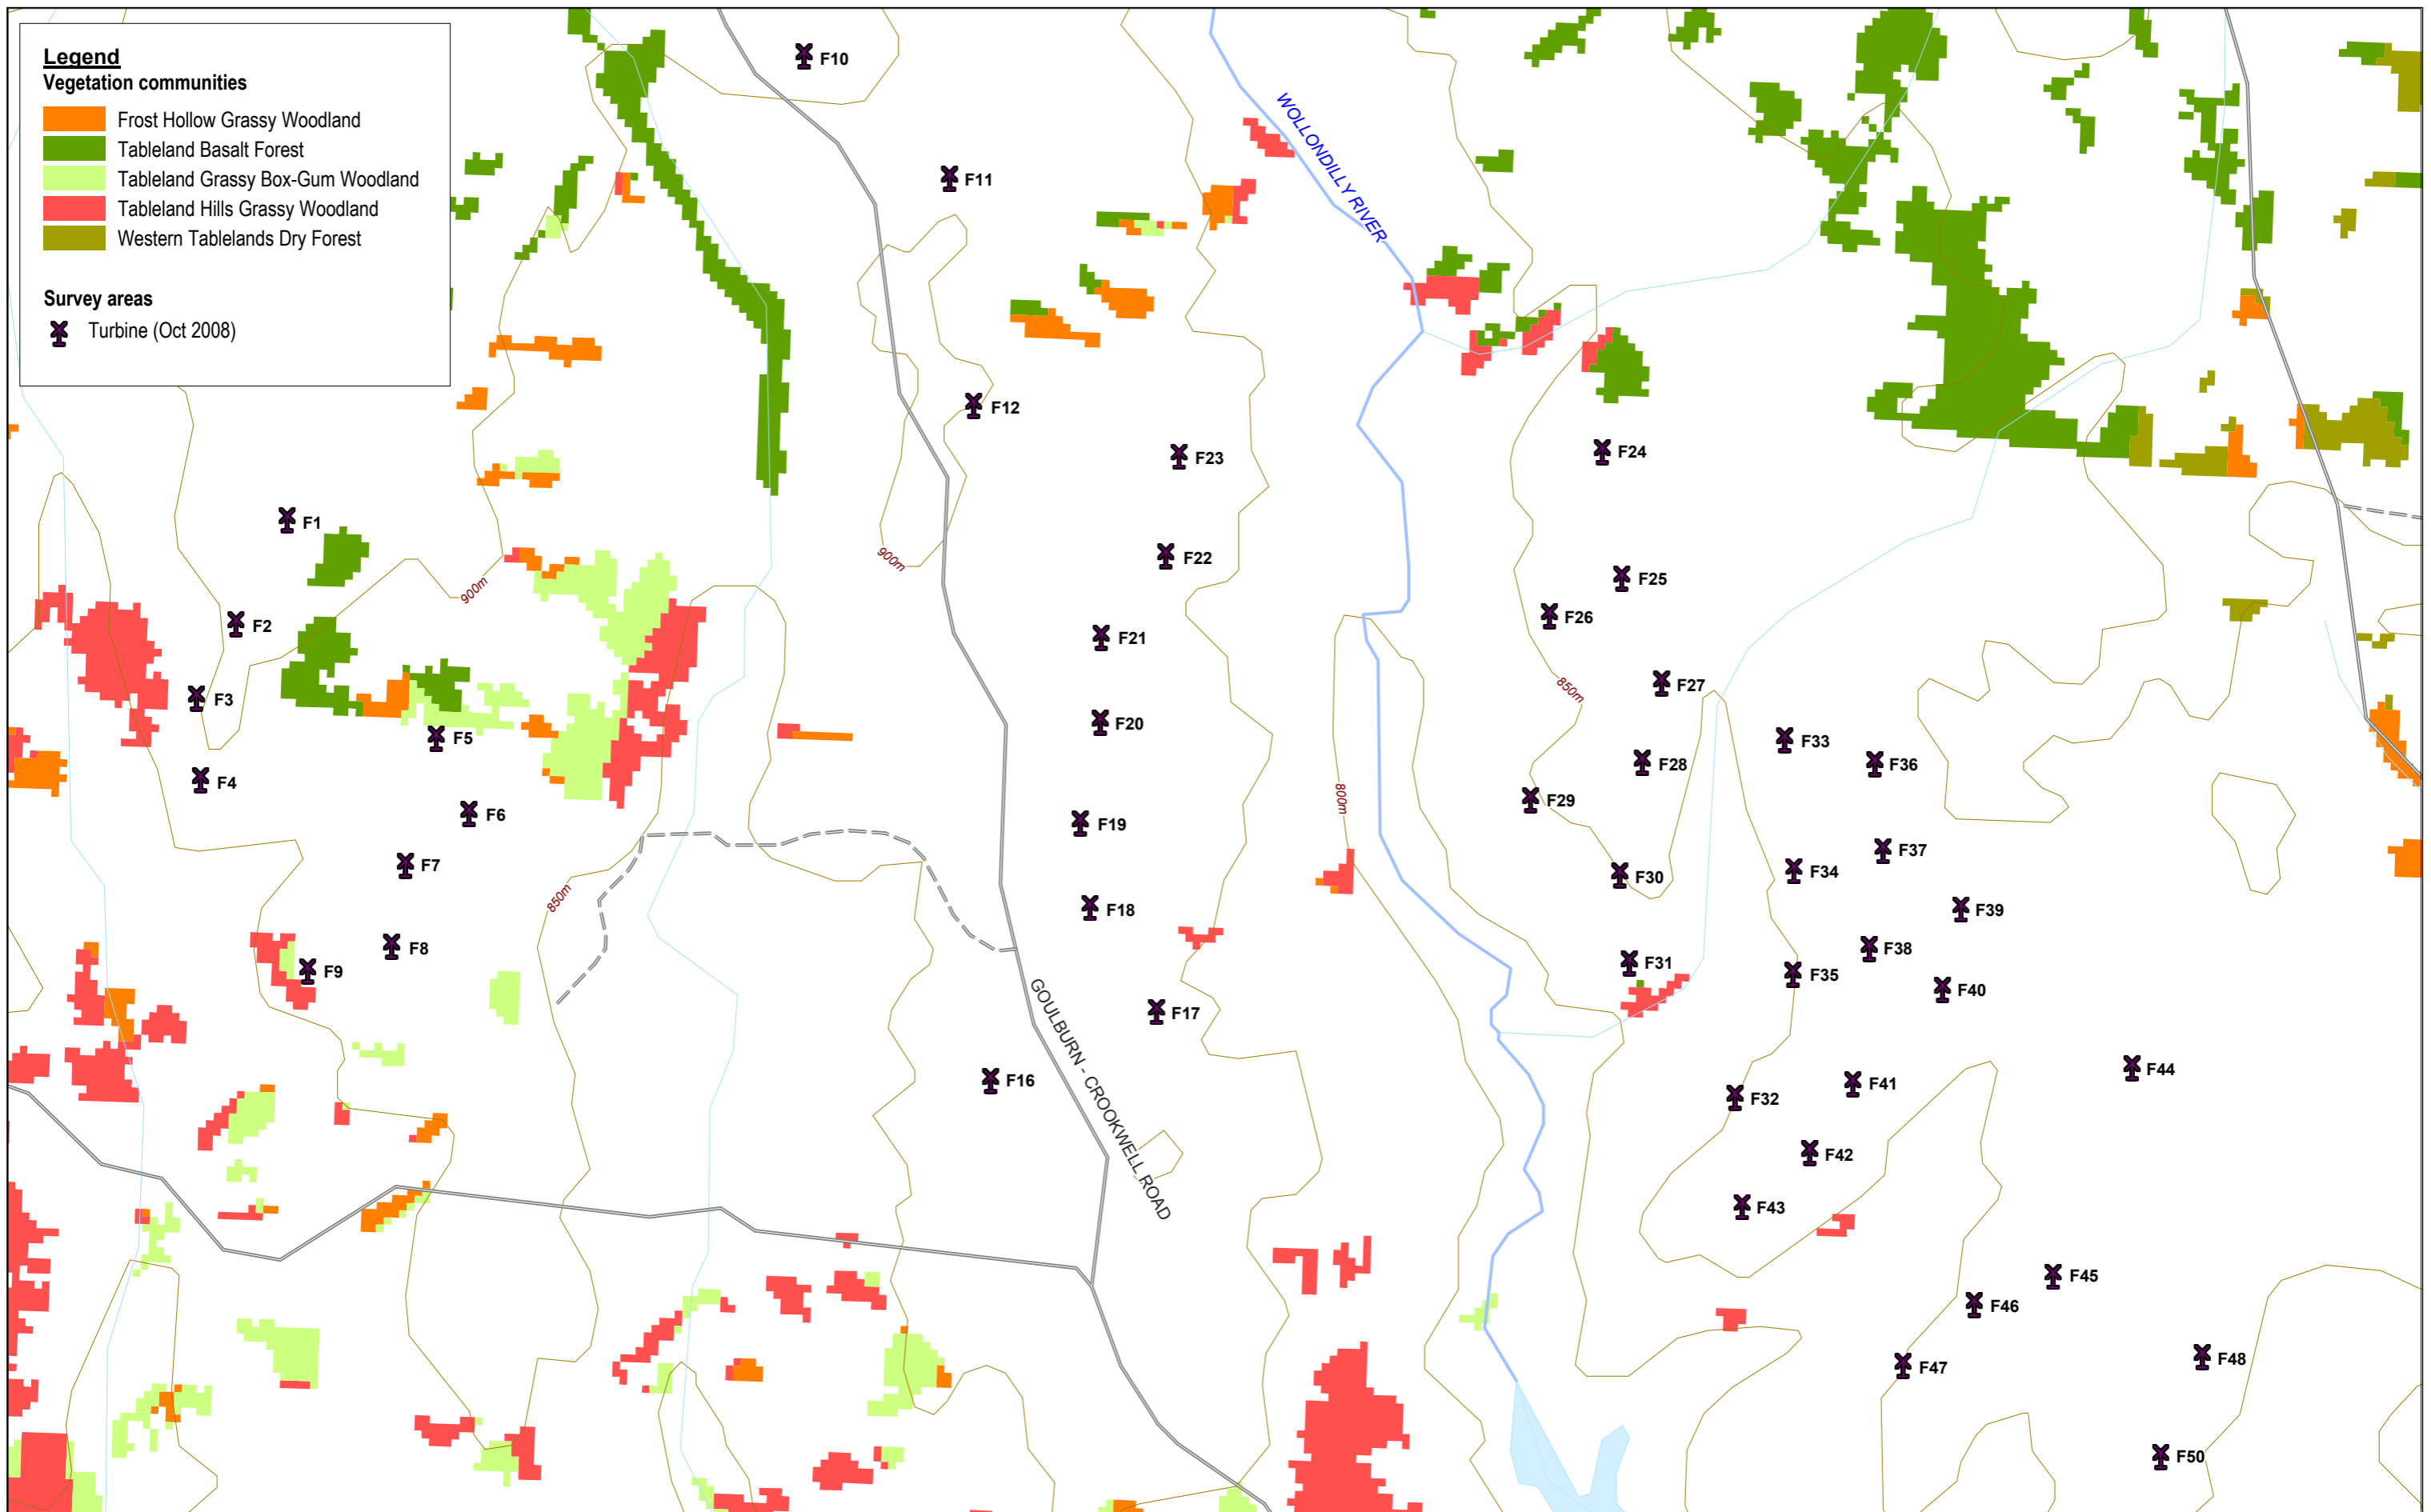 Legend
Vegetation communities
Frost Hollow Grassy Woodland
Tableland Basalt Forest
Tableland Grassy Box-Gum Woodland
Tableland Hills Grassy Woodland
Western Tablelands Dry Forest
Survey areas
Turbine (Oct 2008)
F10
WOLLONDILLY RIVER
F11
F12
F23
F24
F1
900m
F22
900m
F25
F26
F2
F21
F27
850m
F3
F20
F5
F33
F28
F36
F4
F29
800m
F6
F19
F37
F7
F34
F30
850m
F18
F39
F8
F38
F9
F31
F35
F40
GOULBURN - CROOKWELL ROAD
F17
F44
F16
F41
F32
F42
F43
F45
F46
F48
F47
F50